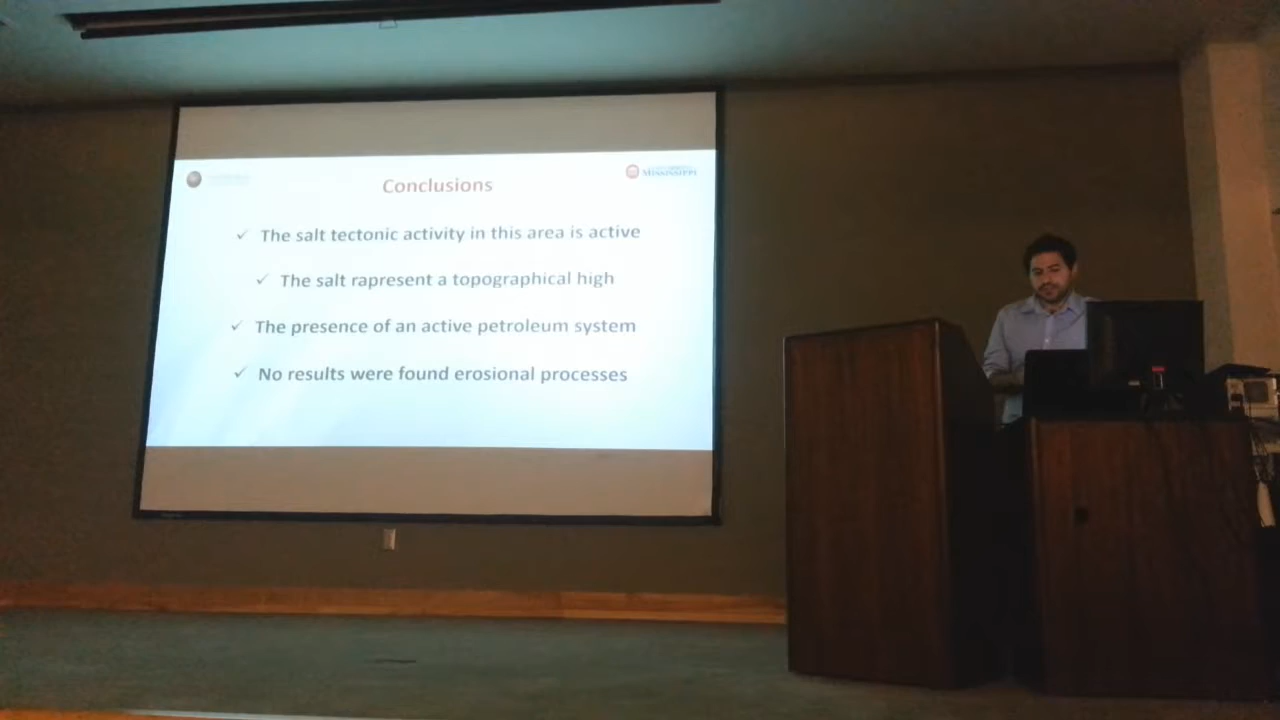 MISSISSIPPI
Conclusions
✓ The salt tectonic activity in this area is active
✓ The salt rapresent a topographical high
✓ The presence of an active petroleum system
✓ No results were found erosional processes